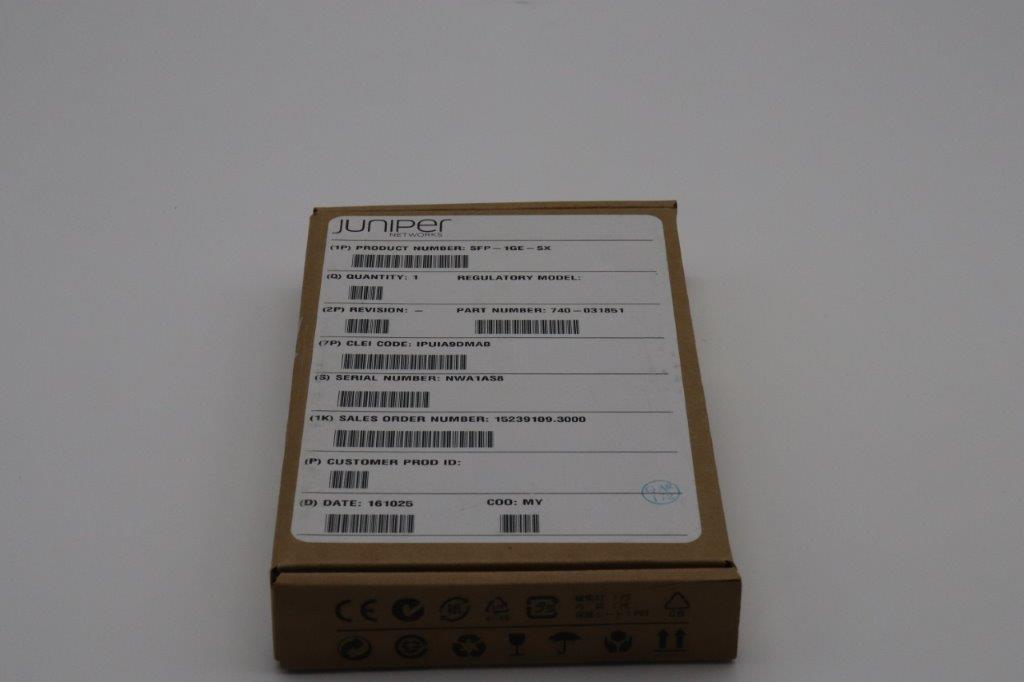 JUNIPer
NETWORKS
(1P) PRODUCT NUMBER: SFP-1GE-SX
(Q) QUANTITY: 1 REGULATORY MODEL:
(2P) REVISION: - PART NUMBER: 740-031851
(7P) CLEI CODE: IPUIA9DMAB
(S) SERIAL NUMBER: NWA1AS8
(1K) SALES ORDER NUMBER: 15239109.3000
(P) CUSTOMER PROD ID:
(D) DATE: 161025 COO: MY
CE